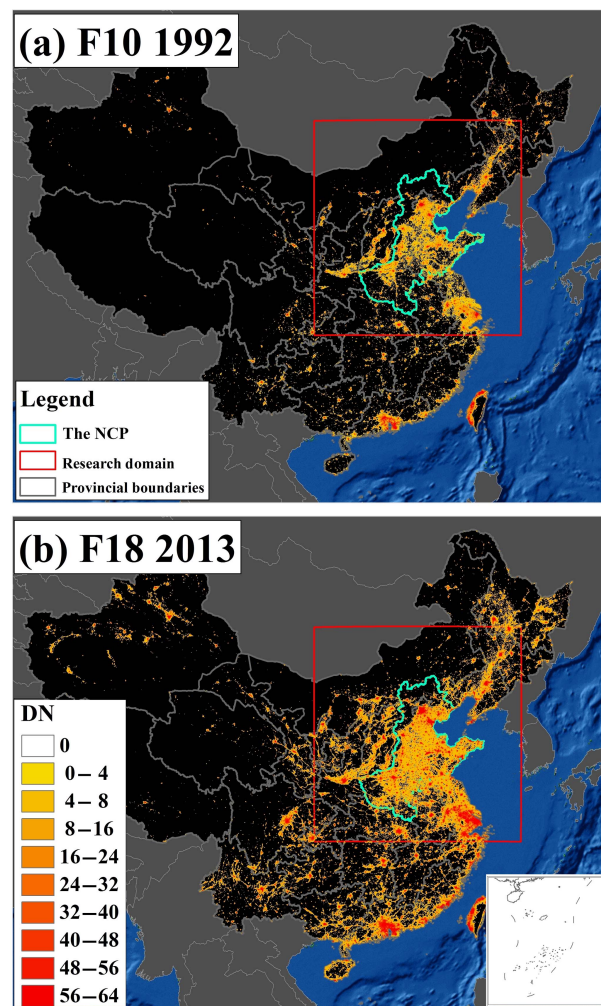 (a) F10 1992
Legend
The NCP
Research domain
Provincial boundaries
(b) F18 2013
DN
0
0–4
4–8
8–16
16–24
24–32
32–40
40–48
48–56
56–64